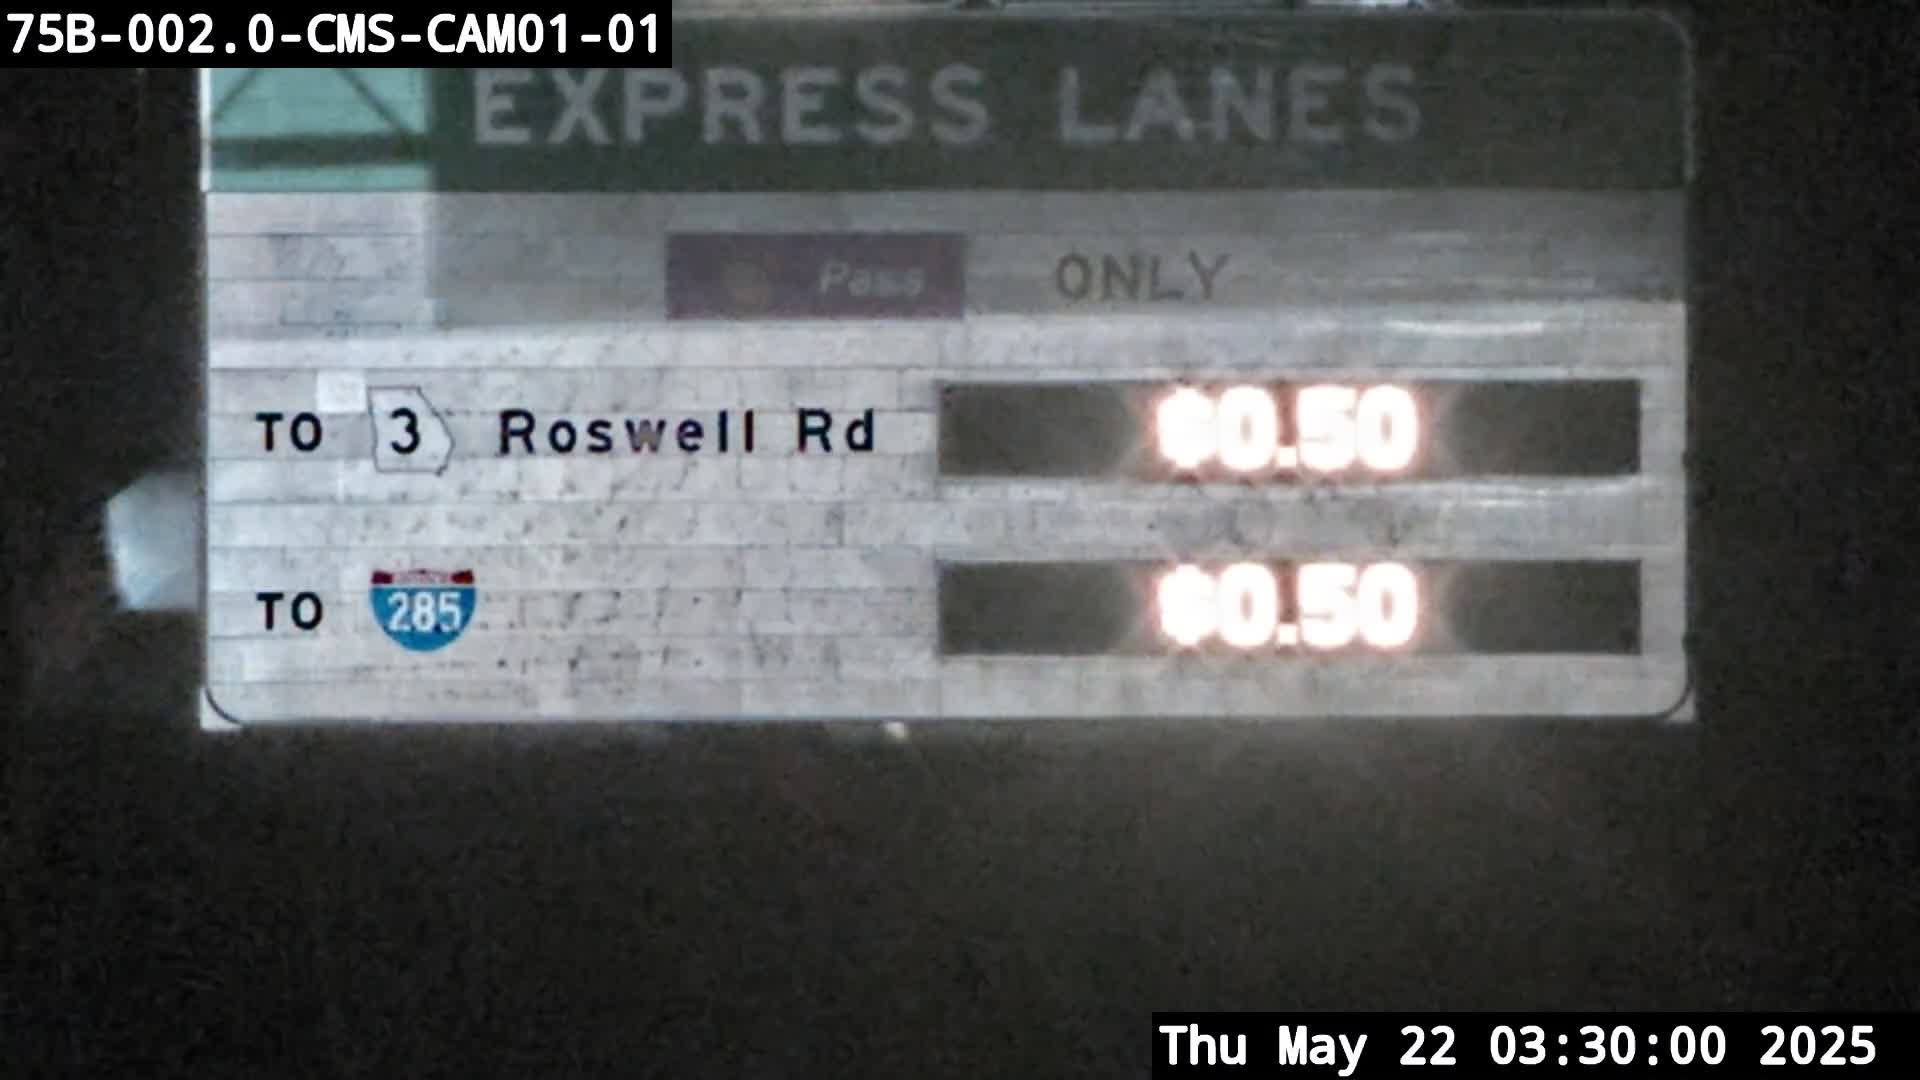 75B-002.0-CMS-CAM01-01
EXPRESS LANES
Pass ONLY
TO 3 Roswell Rd $0.50
TO 285 $0.50
Thu May 22 03:30:00 2025